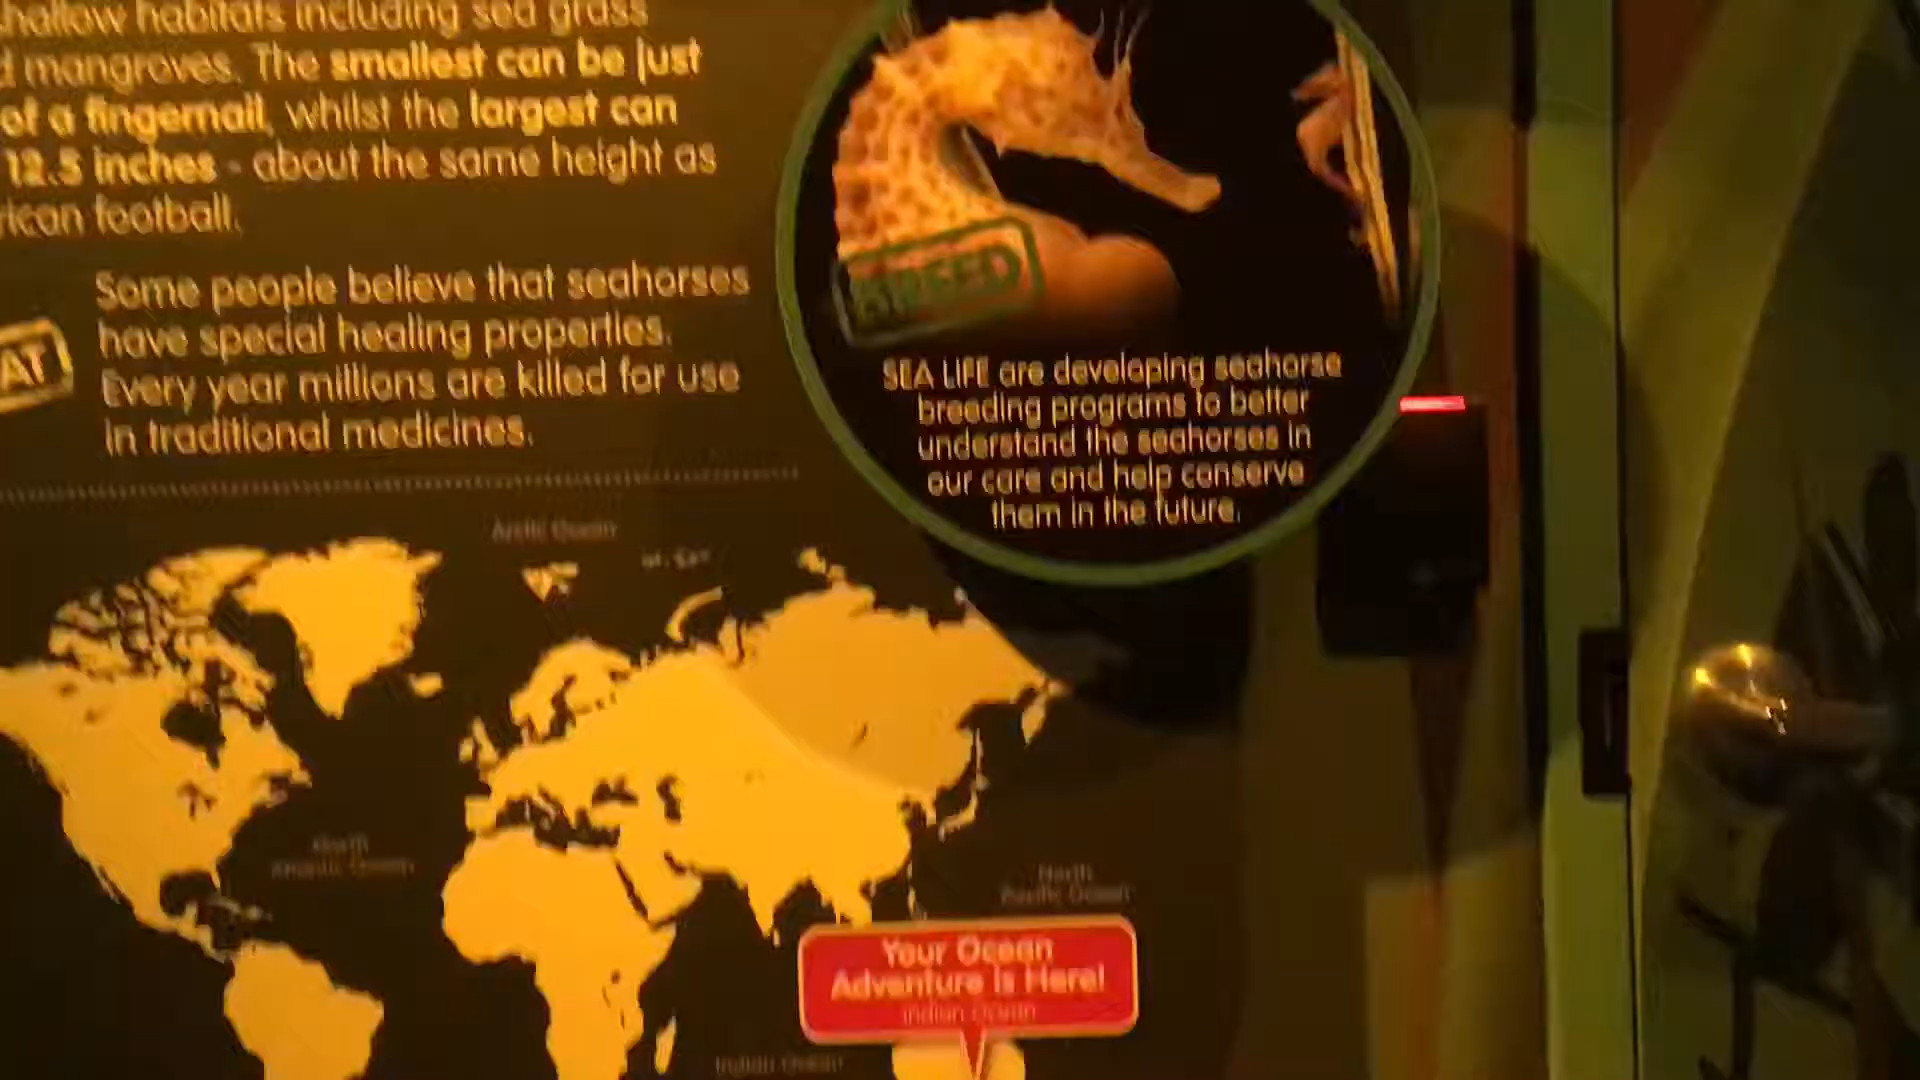 shallow habitats including sea grass
d mangroves. The smallest can be just
of a fingernail, whilst the largest can
12.5 inches - about the same height as
rican football.
AT
Some people believe that seahorses
have special healing properties.
Every year millions are killed for use
in traditional medicines.
BREED
SEA LIFE are developing seahorse
breeding programs to better
understand the seahorses in
our care and help conserve
them in the future.
Arctic Ocean
North
Atlantic Ocean
North
Pacific Ocean
Your Ocean
Adventure is Here!
Indian Ocean
Indian Ocean